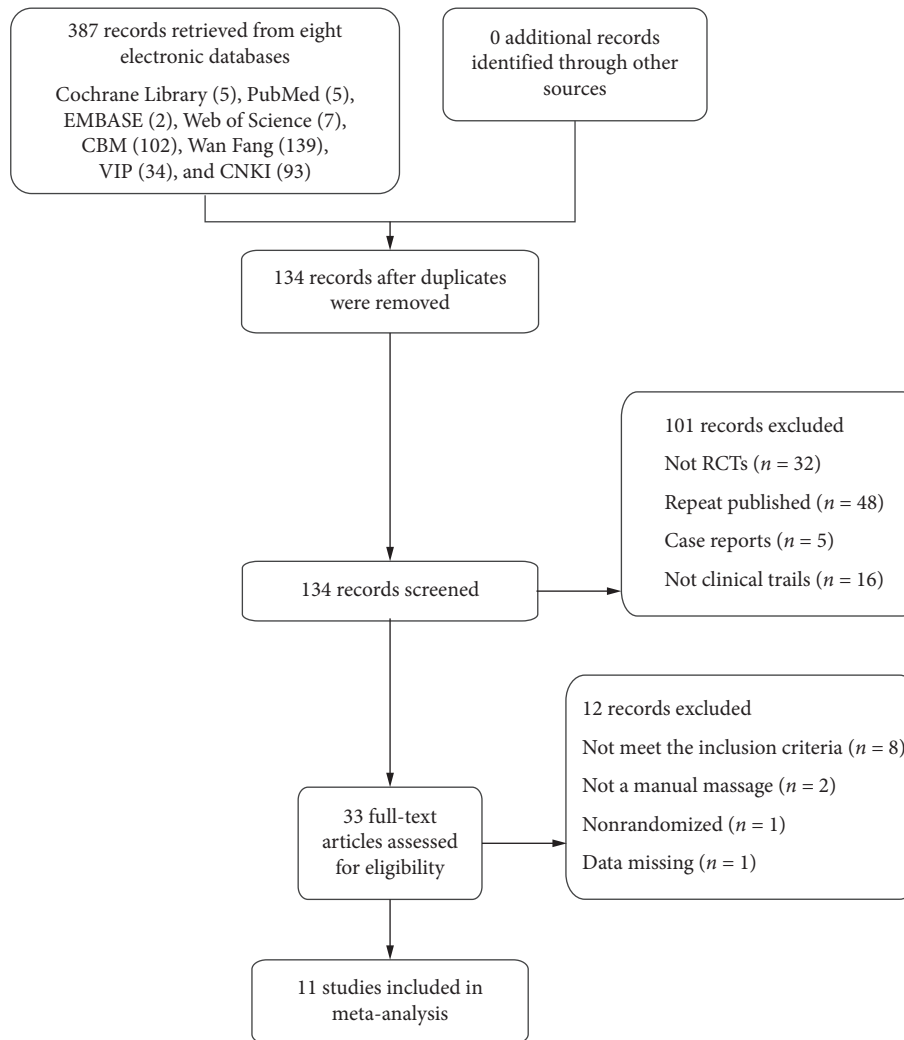 387 records retrieved from eight
electronic databases
Cochrane Library (5), PubMed (5),
EMBASE (2), Web of Science (7),
CBM (102), Wan Fang (139),
VIP (34), and CNKI (93)
0 additional records
identified through other
sources
134 records after duplicates
were removed
101 records excluded
Not RCTs (n = 32)
Repeat published (n = 48)
Case reports (n = 5)
Not clinical trails (n = 16)
134 records screened
12 records excluded
Not meet the inclusion criteria (n = 8)
Not a manual massage (n = 2)
Nonrandomized (n = 1)
Data missing (n = 1)
33 full-text
articles assessed
for eligibility
11 studies included in
meta-analysis